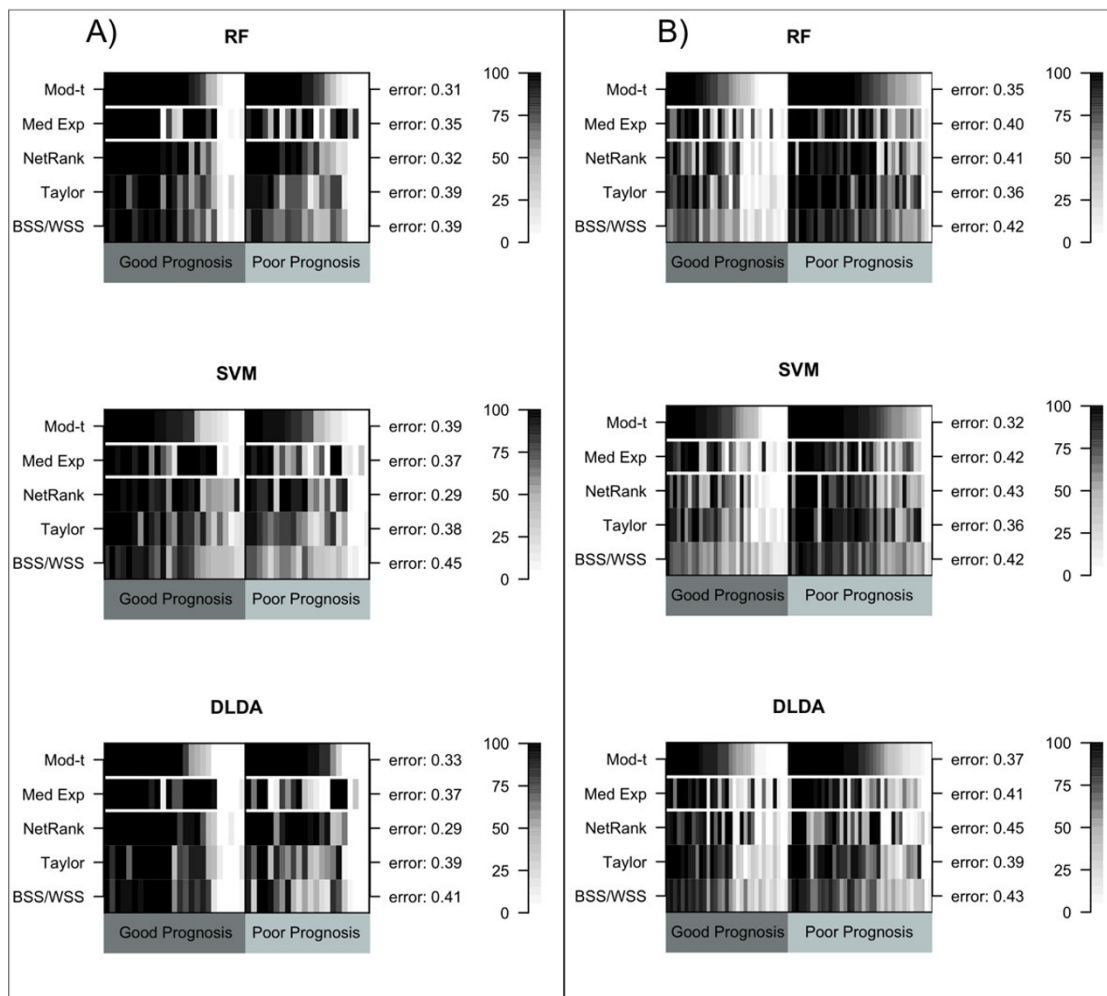 A)
RF
Mod-t
error: 0.31
Med Exp
error: 0.35
NetRank
error: 0.32
Taylor
error: 0.39
BSS/WSS
error: 0.39
Good Prognosis
Poor Prognosis
100
75
50
25
0
SVM
Mod-t
error: 0.39
Med Exp
error: 0.37
NetRank
error: 0.29
Taylor
error: 0.38
BSS/WSS
error: 0.45
Good Prognosis
Poor Prognosis
100
75
50
25
0
DLDA
Mod-t
error: 0.33
Med Exp
error: 0.37
NetRank
error: 0.29
Taylor
error: 0.39
BSS/WSS
error: 0.41
Good Prognosis
Poor Prognosis
100
75
50
25
0
B)
RF
Mod-t
error: 0.35
Med Exp
error: 0.40
NetRank
error: 0.41
Taylor
error: 0.36
BSS/WSS
error: 0.42
Good Prognosis
Poor Prognosis
100
75
50
25
0
SVM
Mod-t
error: 0.32
Med Exp
error: 0.42
NetRank
error: 0.43
Taylor
error: 0.36
BSS/WSS
error: 0.42
Good Prognosis
Poor Prognosis
100
75
50
25
0
DLDA
Mod-t
error: 0.37
Med Exp
error: 0.41
NetRank
error: 0.45
Taylor
error: 0.39
BSS/WSS
error: 0.43
Good Prognosis
Poor Prognosis
100
75
50
25
0